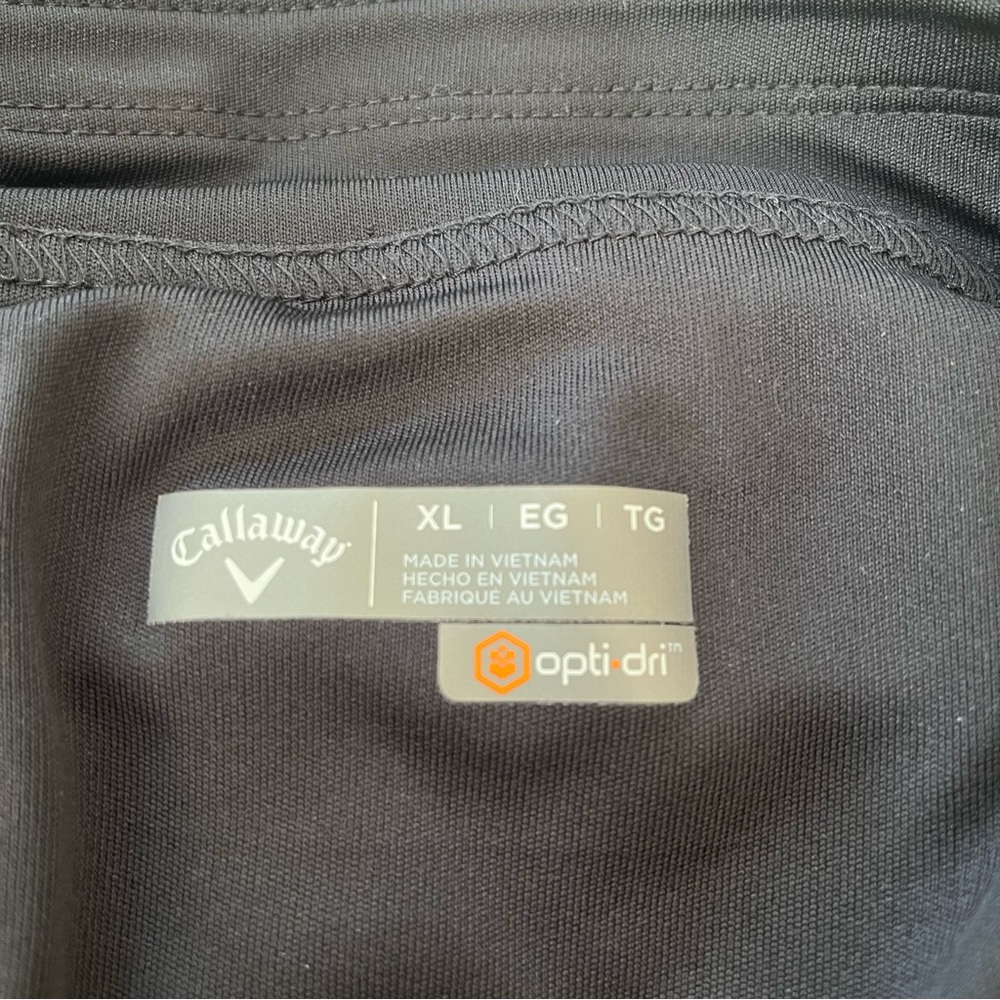 Callaway
XL | EG | TG
MADE IN VIETNAM
HECHO EN VIETNAM
FABRIQUÉ AU VIETNAM
opti·dri™